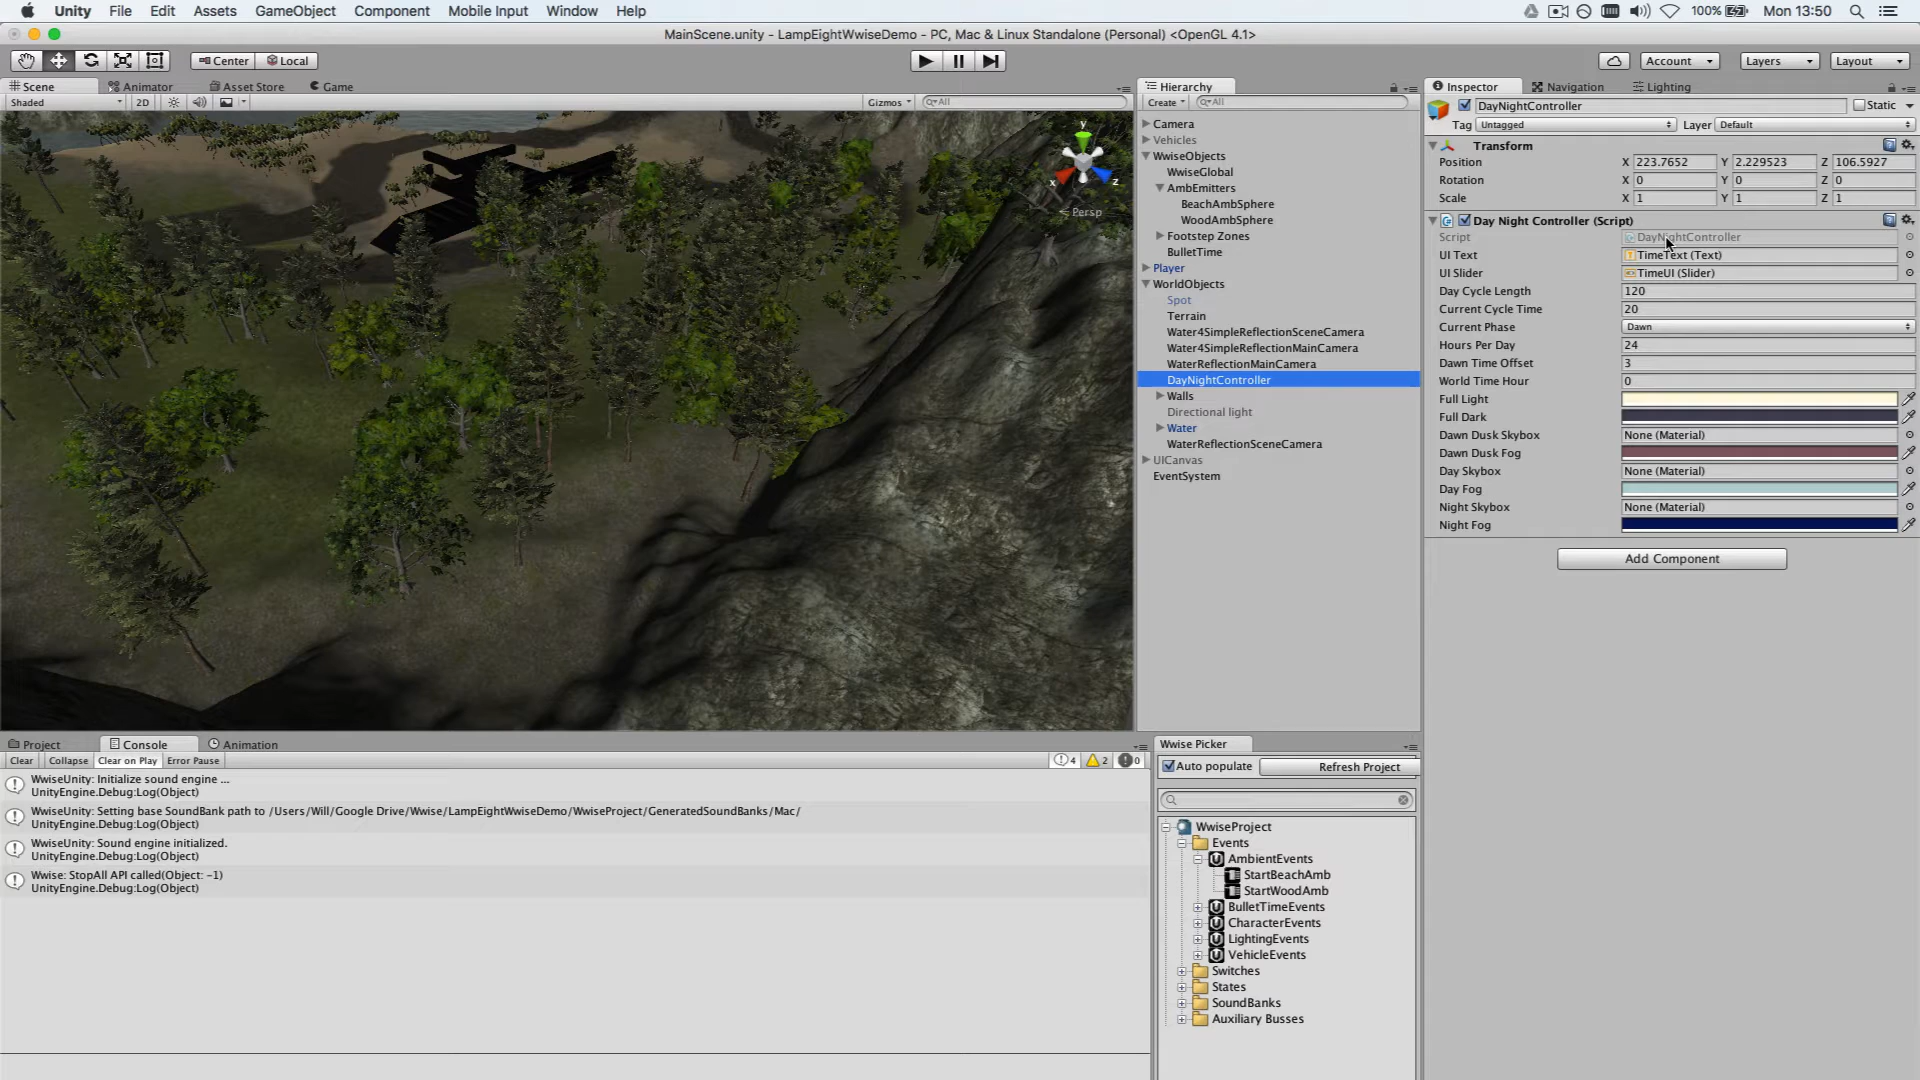 Unity File Edit Assets GameObject Component Mobile Input Window Help 100% Mon 13:50
MainScene.unity - LampEightWwiseDemo - PC, Mac & Linux Standalone (Personal) <OpenGL 4.1>
Center Local Account Layers Layout
Scene Animator Asset Store Game
Shaded 2D Gizmos All
y
x
z
Persp
Hierarchy
Create All
Camera
Vehicles
WwiseObjects
WwiseGlobal
AmbEmitters
BeachAmbSphere
WoodAmbSphere
Footstep Zones
BulletTime
Player
WorldObjects
Spot
Terrain
Water4SimpleReflectionSceneCamera
Water4SimpleReflectionMainCamera
WaterReflectionMainCamera
DayNightController
Walls
Directional light
Water
WaterReflectionSceneCamera
UICanvas
EventSystem
Inspector Navigation Lighting
DayNightController Static
Tag Untagged Layer Default
Transform
Position X 223.7652 Y 2.229523 Z 106.5927
Rotation X 0 Y 0 Z 0
Scale X 1 Y 1 Z 1
Day Night Controller (Script)
Script DayNightController
UI Text TimeText (Text)
UI Slider TimeUI (Slider)
Day Cycle Length 120
Current Cycle Time 20
Current Phase Dawn
Hours Per Day 24
Dawn Time Offset 3
World Time Hour 0
Full Light
Full Dark
Dawn Dusk Skybox None (Material)
Dawn Dusk Fog
Day Skybox None (Material)
Day Fog
Night Skybox None (Material)
Night Fog
Add Component
Project Console Animation
Clear Collapse Clear on Play Error Pause 4 2 0
WwiseUnity: Initialize sound engine ...
UnityEngine.Debug:Log(Object)
WwiseUnity: Setting base SoundBank path to /Users/Will/Google Drive/Wwise/LampEightWwiseDemo/WwiseProject/GeneratedSoundBanks/Mac/
UnityEngine.Debug:Log(Object)
WwiseUnity: Sound engine initialized.
UnityEngine.Debug:Log(Object)
Wwise: StopAll API called(Object: -1)
UnityEngine.Debug:Log(Object)
Wwise Picker
Auto populate Refresh Project
WwiseProject
Events
AmbientEvents
StartBeachAmb
StartWoodAmb
BulletTimeEvents
CharacterEvents
LightingEvents
VehicleEvents
Switches
States
SoundBanks
Auxiliary Busses